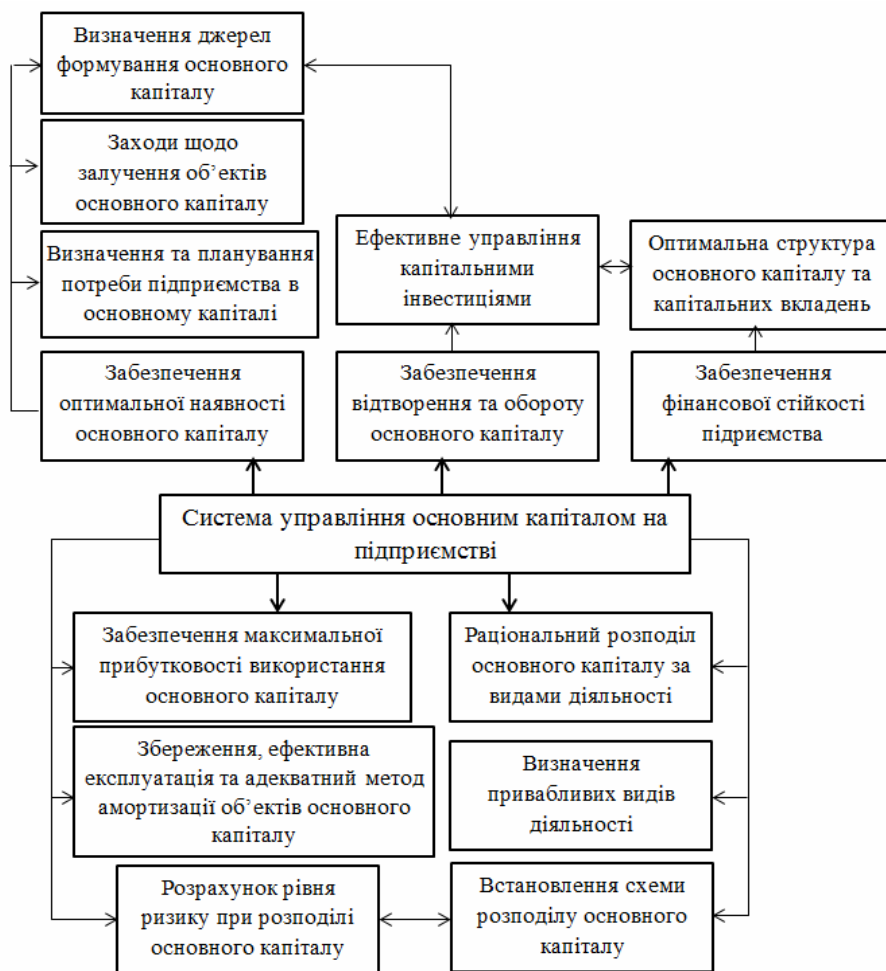 Визначення джерел
формування основного
капіталу
Заходи щодо
залучення об’ектів
основного капіталу
Визначення та планування
потреби підприємства в
основному капіталі
Ефективне управління
капітальними
інвестиціями
Оптимальна структура
основного капіталу та
капітальних вкладень
Забезпечення
оптимальної наявності
основного капіталу
Забезпечення
відтворення та обороту
основного капіталу
Забезпечення
фінансової стійкості
підриємства
Система управління основним капіталом на
підприємстві
Забезпечення максимальної
прибутковості використання
основного капіталу
Раціональний розподіл
основного капіталу за
видами діяльності
Збереження, ефективна
експлуатація та адекватний метод
амортизації об’ектів основного
капіталу
Визначення
привабливих видів
діяльності
Розрахунок рівня
ризику при розподілі
основного капіталу
Встановлення схеми
розподілу основного
капіталу